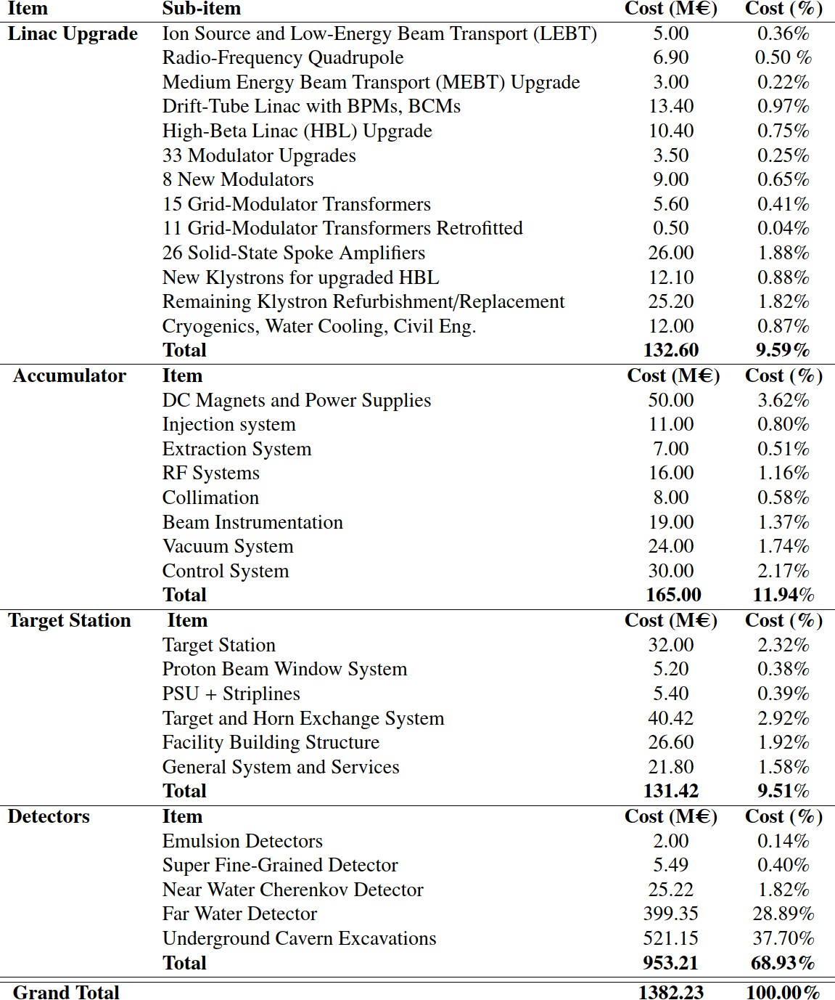 Item Sub-item Cost (M€) Cost (%)
Linac Upgrade Ion Source and Low-Energy Beam Transport (LEBT) 5.00 0.36%
Radio-Frequency Quadrupole 6.90 0.50 %
Medium Energy Beam Transport (MEBT) Upgrade 3.00 0.22%
Drift-Tube Linac with BPMs, BCMs 13.40 0.97%
High-Beta Linac (HBL) Upgrade 10.40 0.75%
33 Modulator Upgrades 3.50 0.25%
8 New Modulators 9.00 0.65%
15 Grid-Modulator Transformers 5.60 0.41%
11 Grid-Modulator Transformers Retrofitted 0.50 0.04%
26 Solid-State Spoke Amplifiers 26.00 1.88%
New Klystrons for upgraded HBL 12.10 0.88%
Remaining Klystron Refurbishment/Replacement 25.20 1.82%
Cryogenics, Water Cooling, Civil Eng. 12.00 0.87%
Total 132.60 9.59%
Accumulator Item Cost (M€) Cost (%)
DC Magnets and Power Supplies 50.00 3.62%
Injection system 11.00 0.80%
Extraction System 7.00 0.51%
RF Systems 16.00 1.16%
Collimation 8.00 0.58%
Beam Instrumentation 19.00 1.37%
Vacuum System 24.00 1.74%
Control System 30.00 2.17%
Total 165.00 11.94%
Target Station Item Cost (M€) Cost (%)
Target Station 32.00 2.32%
Proton Beam Window System 5.20 0.38%
PSU + Striplines 5.40 0.39%
Target and Horn Exchange System 40.42 2.92%
Facility Building Structure 26.60 1.92%
General System and Services 21.80 1.58%
Total 131.42 9.51%
Detectors Item Cost (M€) Cost (%)
Emulsion Detectors 2.00 0.14%
Super Fine-Grained Detector 5.49 0.40%
Near Water Cherenkov Detector 25.22 1.82%
Far Water Detector 399.35 28.89%
Underground Cavern Excavations 521.15 37.70%
Total 953.21 68.93%
Grand Total 1382.23 100.00%